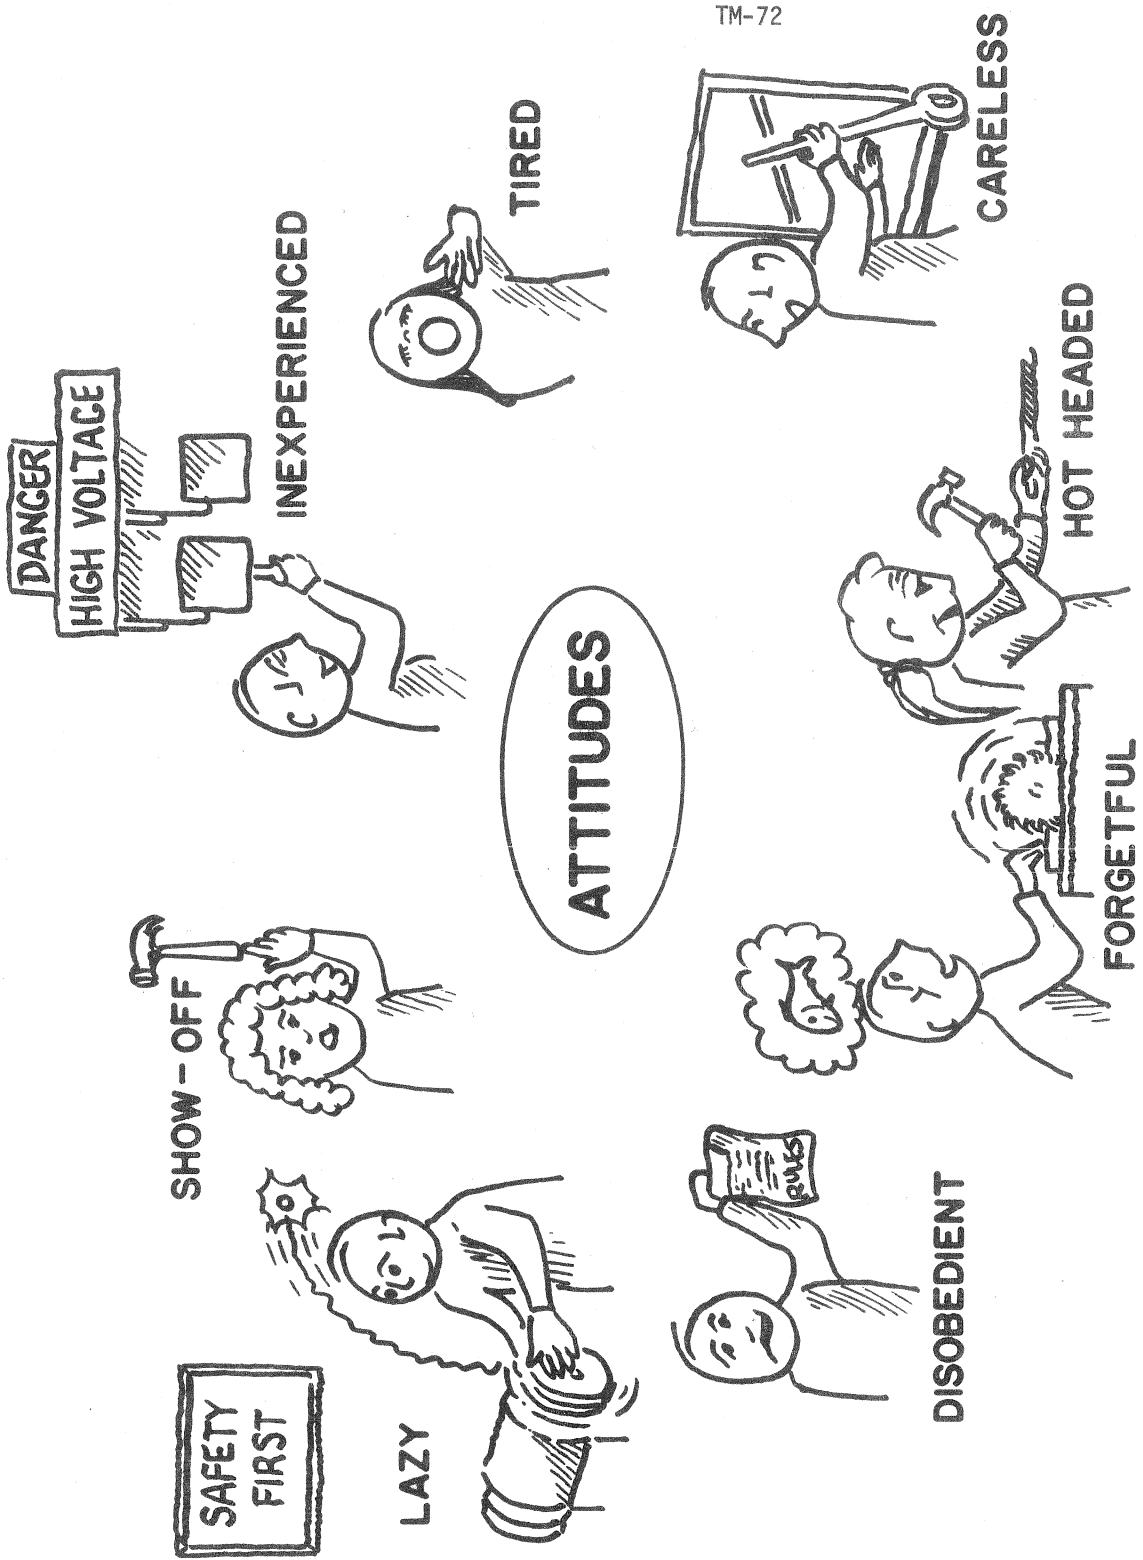 TM-72
DANGER
HIGH VOLTAGE
SAFETY
FIRST
SHOW-OFF
INEXPERIENCED
LAZY
TIRED
ATTITUDES
RULES
DISOBEDIENT
CARELESS
HOT HEADED
FORGETFUL